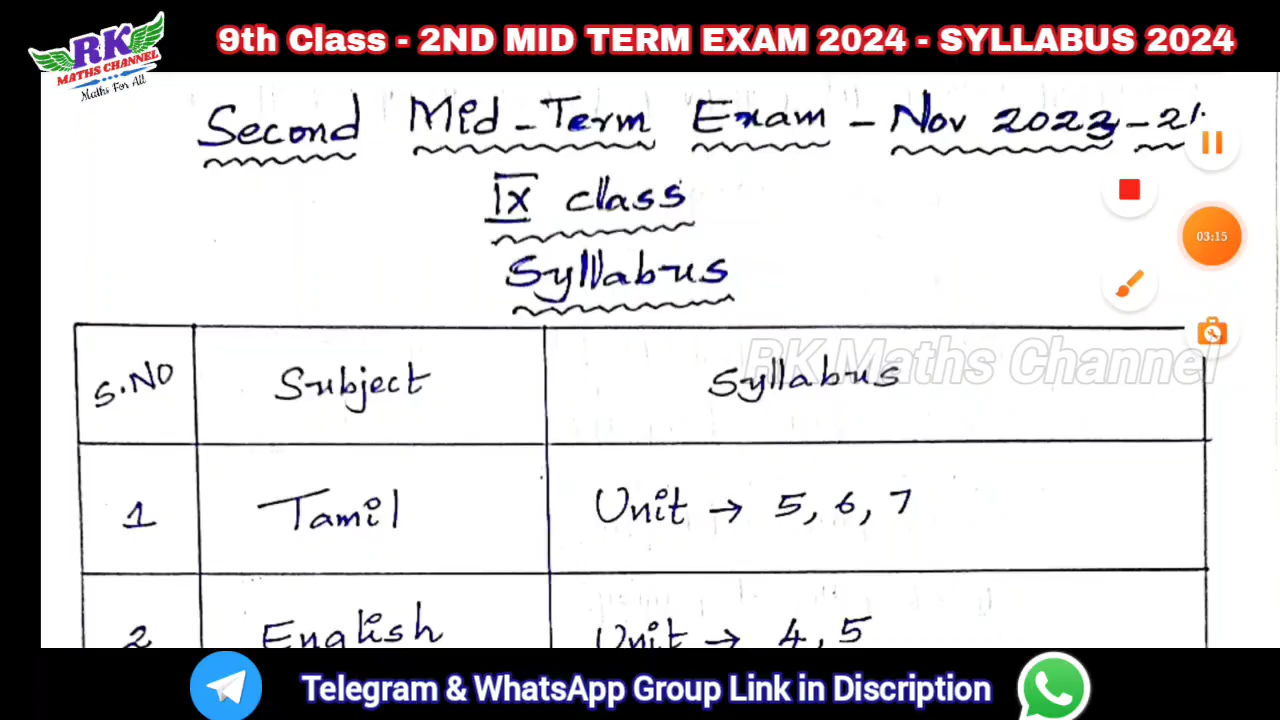 RK
MATHS CHANNEL
Maths For All
9th Class - 2ND MID TERM EXAM 2024 - SYLLABUS 2024
Second Mid-Term Exam - Nov 2023-24
IX class
Syllabus
03:15
RK Maths Channel
S.NO Subject Syllabus
1 Tamil Unit → 5, 6, 7
2 English Unit → 4, 5
Telegram & WhatsApp Group Link in Discription